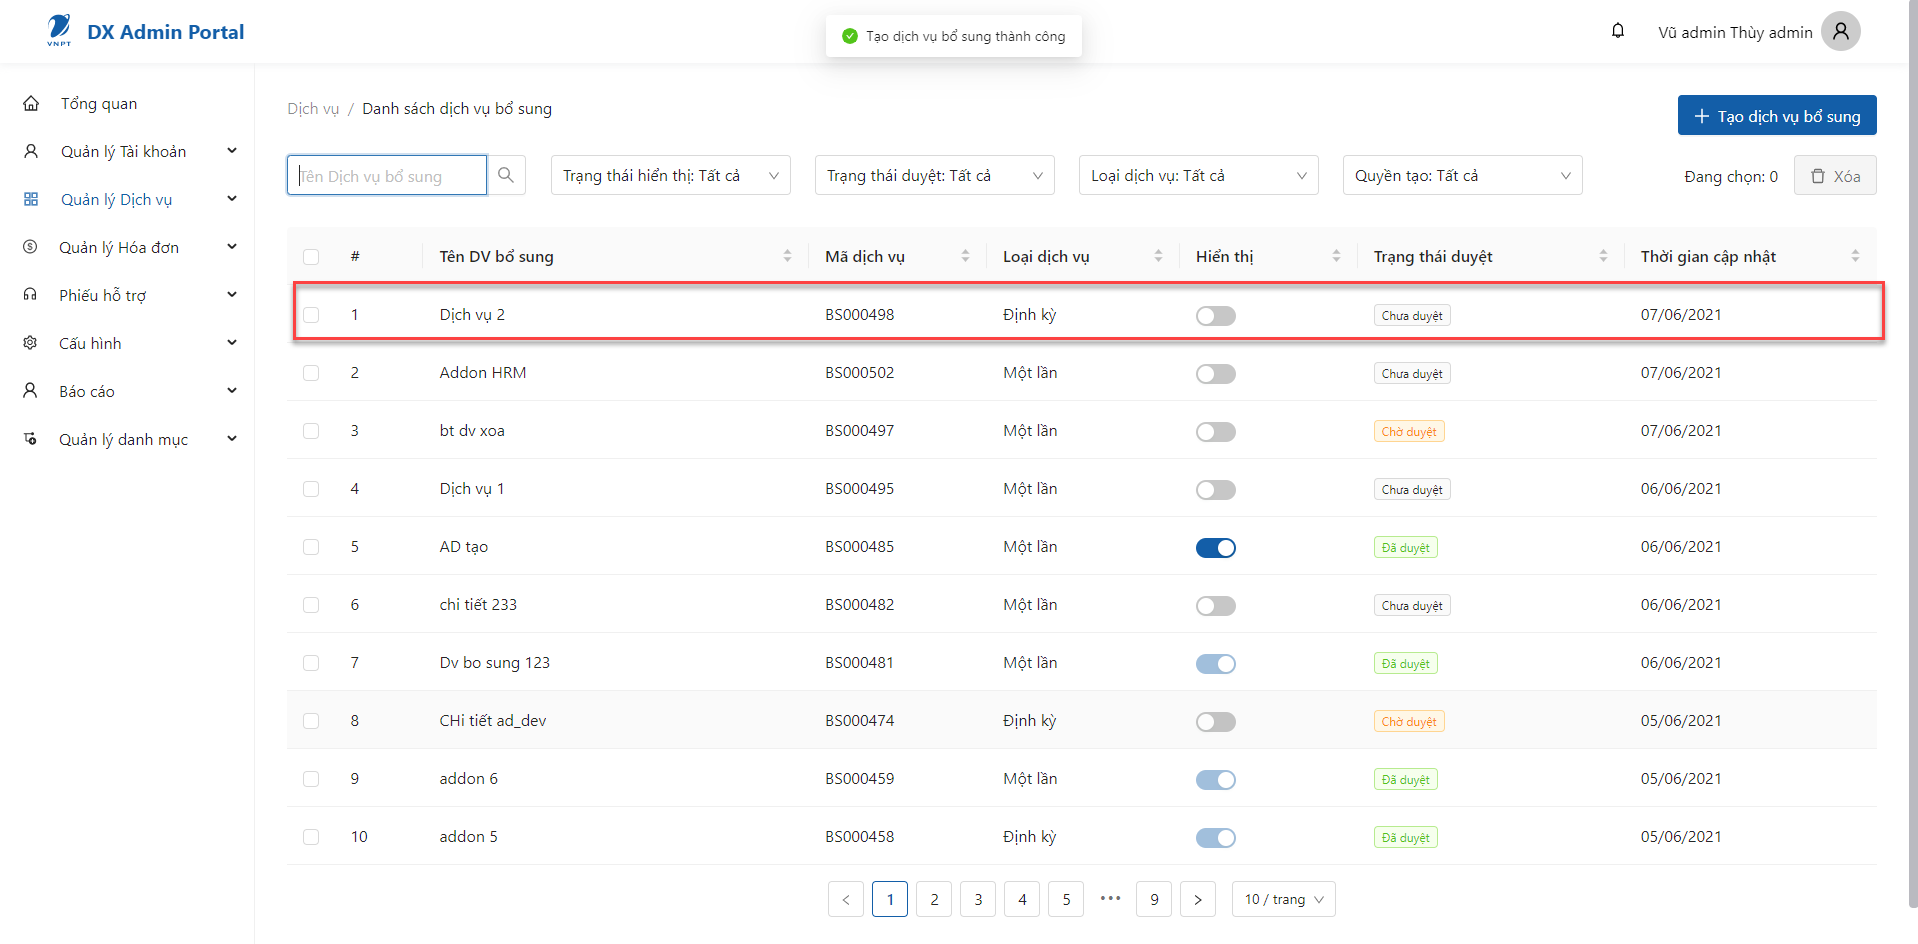 VNPT
DX Admin Portal
Tạo dịch vụ bổ sung thành công
Vũ admin Thùy admin
Tổng quan
Quản lý Tài khoản
Quản lý Dịch vụ
Quản lý Hóa đơn
Phiếu hỗ trợ
Cấu hình
Báo cáo
Quản lý danh mục
Dịch vụ / Danh sách dịch vụ bổ sung
Tạo dịch vụ bổ sung
Tên Dịch vụ bổ sung
Trạng thái hiển thị: Tất cả
Trạng thái duyệt: Tất cả
Loại dịch vụ: Tất cả
Quyền tạo: Tất cả
Đang chọn: 0
Xóa
# Tên DV bổ sung Mã dịch vụ Loại dịch vụ Hiển thị Trạng thái duyệt Thời gian cập nhật
1 Dịch vụ 2 BS000498 Định kỳ Chưa duyệt 07/06/2021
2 Addon HRM BS000502 Một lần Chưa duyệt 07/06/2021
3 bt dv xoa BS000497 Một lần Chờ duyệt 07/06/2021
4 Dịch vụ 1 BS000495 Một lần Chưa duyệt 06/06/2021
5 AD tạo BS000485 Một lần Đã duyệt 06/06/2021
6 chi tiết 233 BS000482 Một lần Chưa duyệt 06/06/2021
7 Dv bo sung 123 BS000481 Một lần Đã duyệt 06/06/2021
8 CHi tiết ad_dev BS000474 Định kỳ Chờ duyệt 05/06/2021
9 addon 6 BS000459 Một lần Đã duyệt 05/06/2021
10 addon 5 BS000458 Định kỳ Đã duyệt 05/06/2021
< 1 2 3 4 5 ••• 9 > 10 / trang